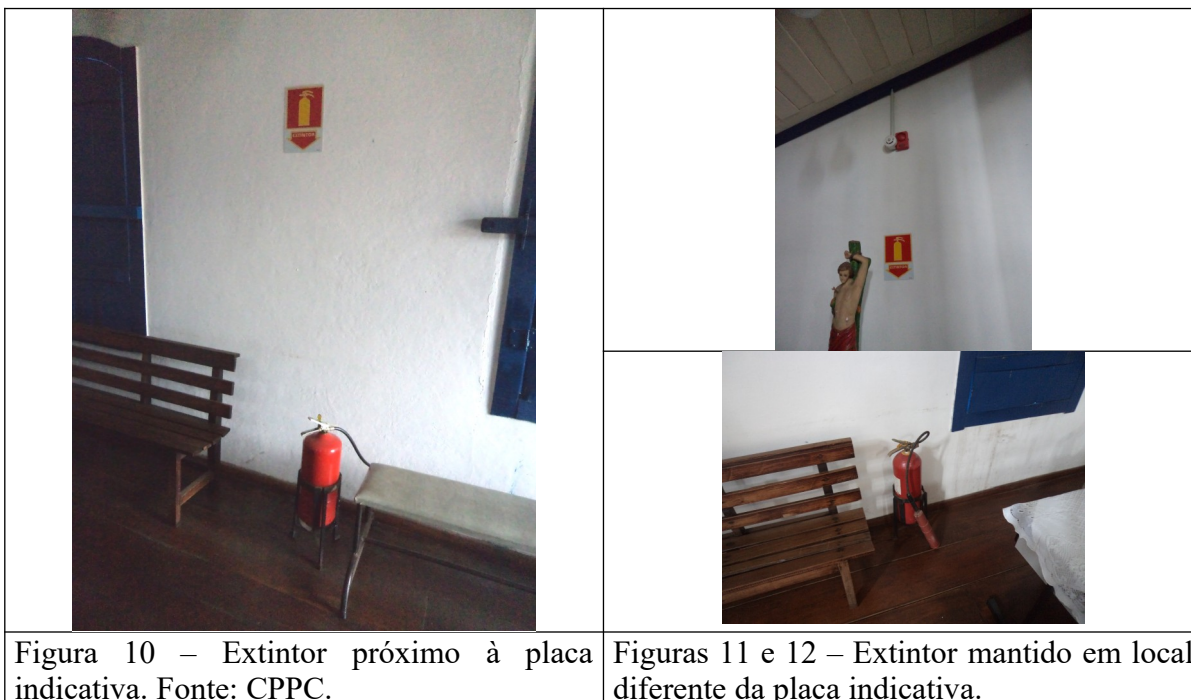 Figura 10 – Extintor próximo à placa
indicativa. Fonte: CPPC.
Figuras 11 e 12 – Extintor mantido em local
diferente da placa indicativa.